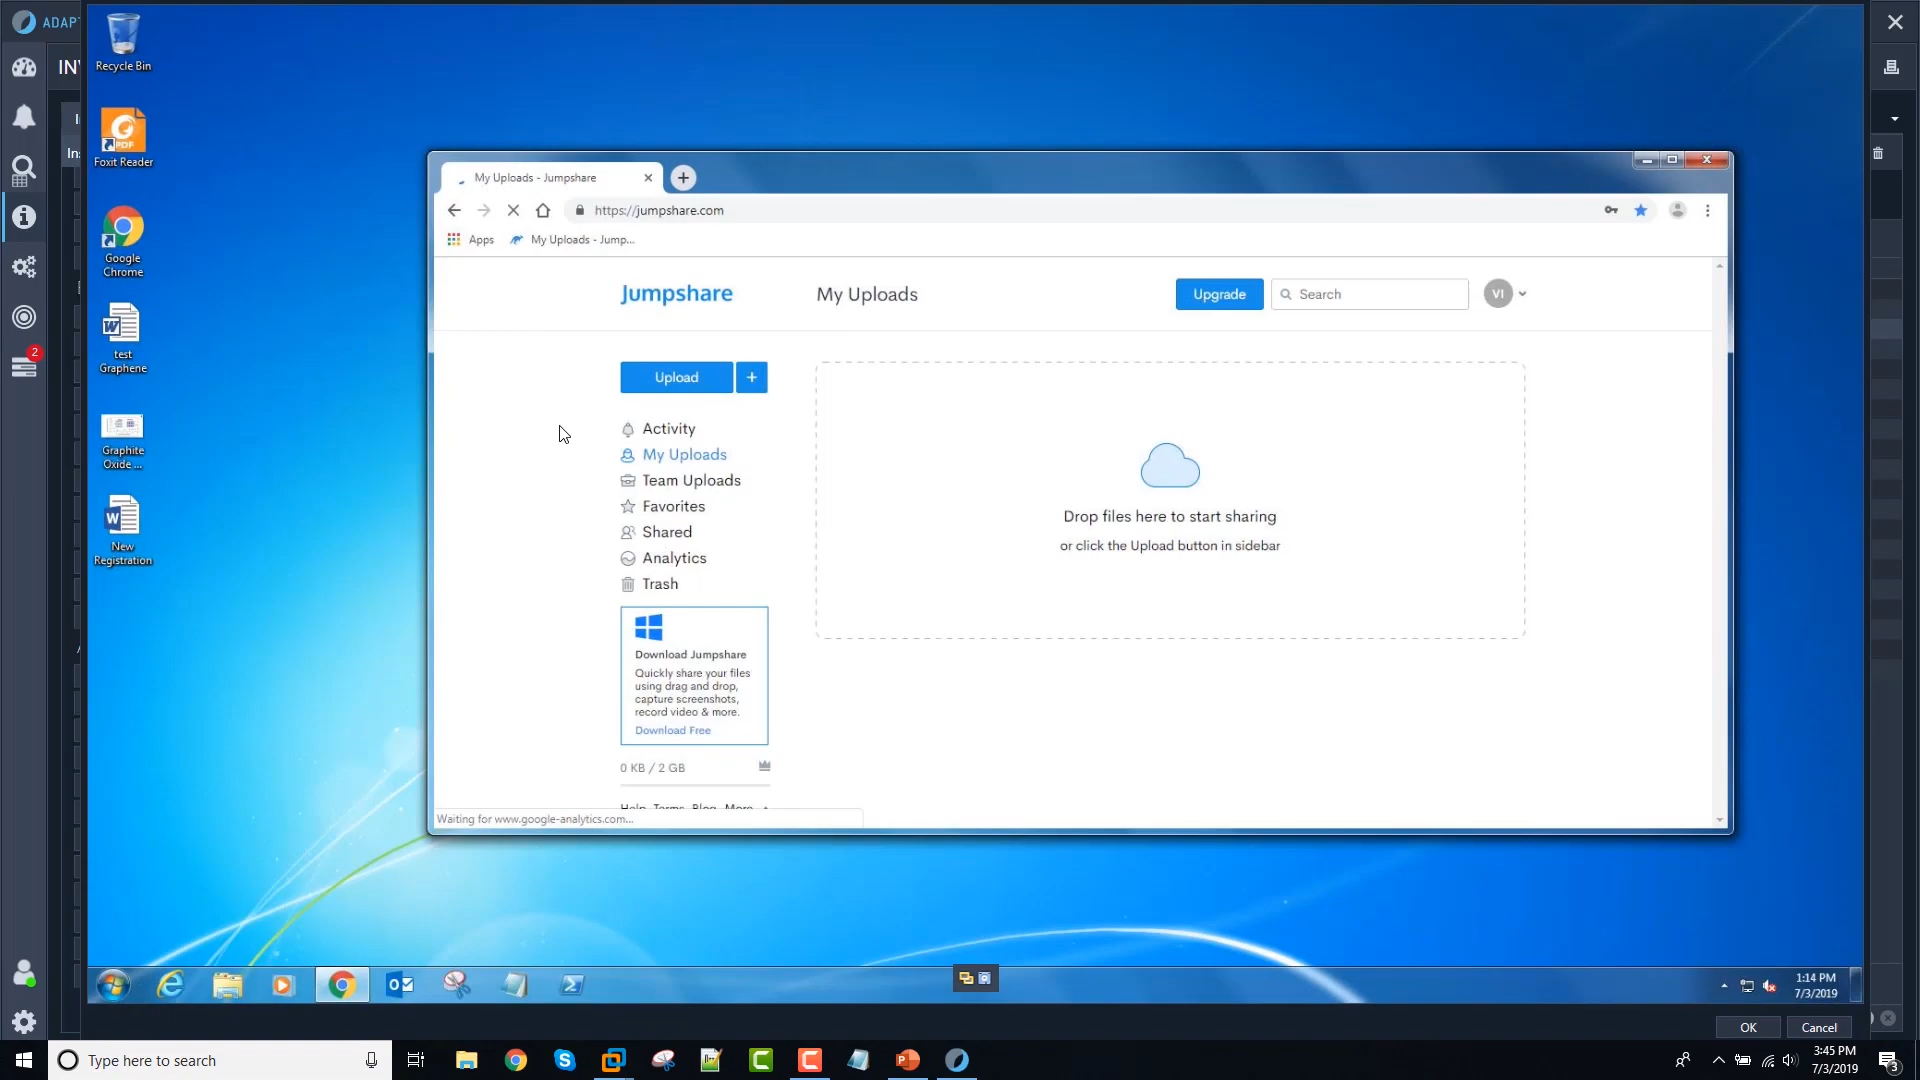 ADAPT
Recycle Bin
INV
Foxit Reader
PDF
In
Ins
Google
Chrome
test
Graphene
Graphite
Oxide ...
New
Registration
My Uploads - Jumpshare
https://jumpshare.com
Apps
My Uploads - Jump...
Jumpshare
My Uploads
Upgrade
Search
VI
Upload
+
Activity
My Uploads
Team Uploads
Favorites
Shared
Analytics
Trash
Drop files here to start sharing
or click the Upload button in sidebar
Download Jumpshare
Quickly share your files
using drag and drop,
capture screenshots,
record video & more.
Download Free
0 KB / 2 GB
Help Terms Blog More
Waiting for www.google-analytics.com...
2
1:14 PM
7/3/2019
OK
Cancel
Type here to search
3:45 PM
7/3/2019
3